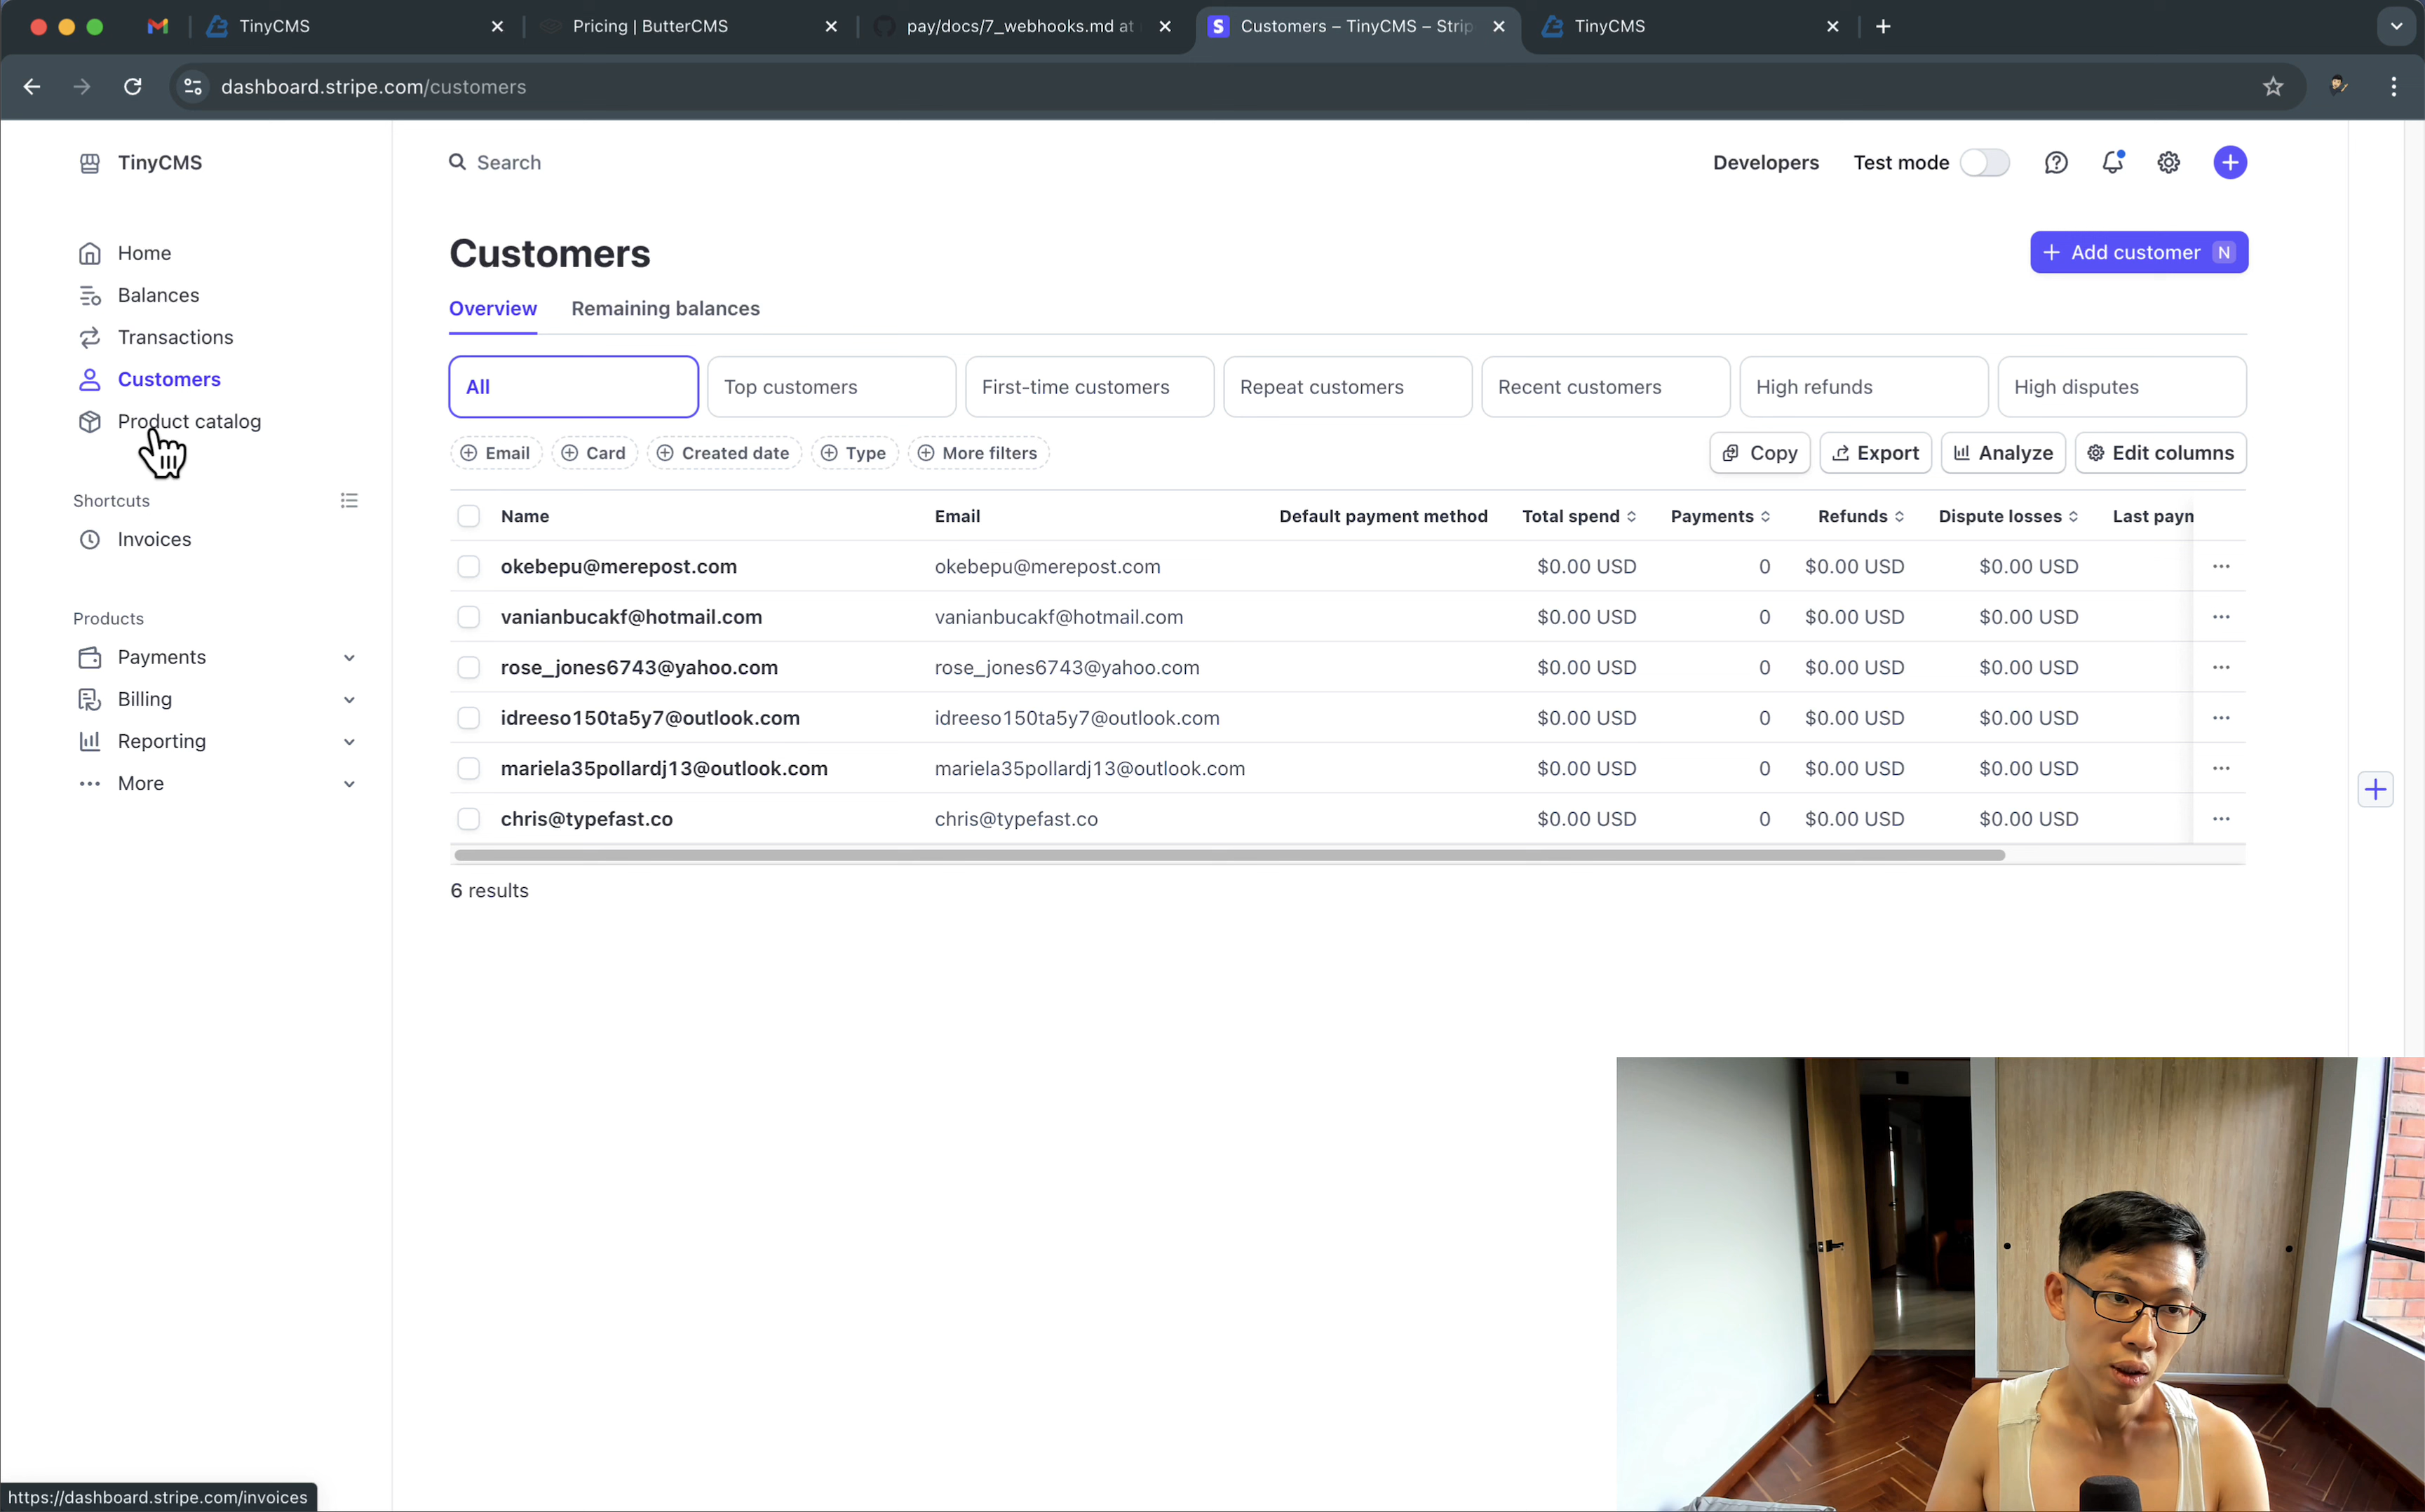 TinyCMS
Pricing | ButterCMS
pay/docs/7_webhooks.md at
Customers – TinyCMS – Strip
TinyCMS
dashboard.stripe.com/customers
TinyCMS
Search
Developers
Test mode
Home
Balances
Transactions
Customers
Product catalog
Shortcuts
Invoices
Products
Payments
Billing
Reporting
More
Customers
Add customer N
Overview
Remaining balances
All
Top customers
First-time customers
Repeat customers
Recent customers
High refunds
High disputes
Email
Card
Created date
Type
More filters
Copy
Export
Analyze
Edit columns
Name Email Default payment method Total spend Payments Refunds Dispute losses Last paym
okebepu@merepost.com okebepu@merepost.com $0.00 USD 0 $0.00 USD $0.00 USD
vanianbucakf@hotmail.com vanianbucakf@hotmail.com $0.00 USD 0 $0.00 USD $0.00 USD
rose_jones6743@yahoo.com rose_jones6743@yahoo.com $0.00 USD 0 $0.00 USD $0.00 USD
idreeso150ta5y7@outlook.com idreeso150ta5y7@outlook.com $0.00 USD 0 $0.00 USD $0.00 USD
mariela35pollardj13@outlook.com mariela35pollardj13@outlook.com $0.00 USD 0 $0.00 USD $0.00 USD
chris@typefast.co chris@typefast.co $0.00 USD 0 $0.00 USD $0.00 USD
6 results
https://dashboard.stripe.com/invoices